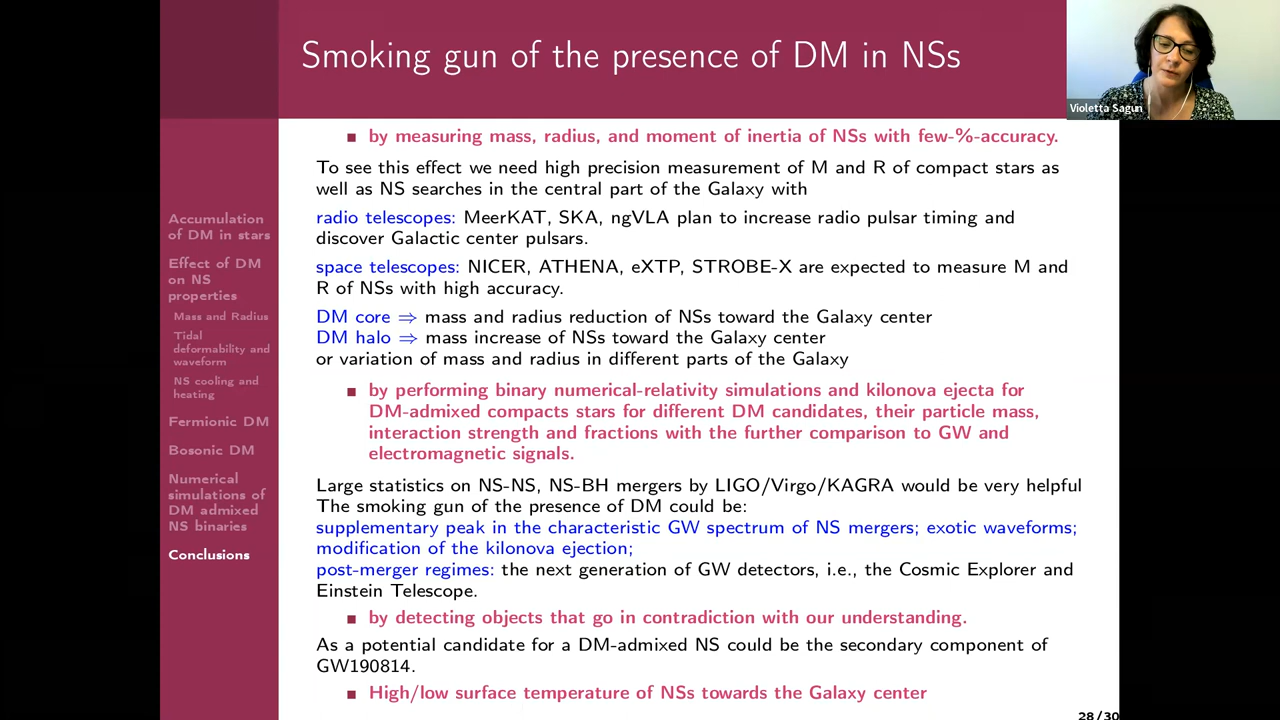 Smoking gun of the presence of DM in NSs
Violetta Sagun
by measuring mass, radius, and moment of inertia of NSs with few-%-accuracy.
To see this effect we need high precision measurement of M and R of compact stars as
well as NS searches in the central part of the Galaxy with
radio telescopes: MeerKAT, SKA, ngVLA plan to increase radio pulsar timing and
discover Galactic center pulsars.
space telescopes: NICER, ATHENA, eXTP, STROBE-X are expected to measure M and
R of NSs with high accuracy.
DM core ⇒ mass and radius reduction of NSs toward the Galaxy center
DM halo ⇒ mass increase of NSs toward the Galaxy center
or variation of mass and radius in different parts of the Galaxy
by performing binary numerical-relativity simulations and kilonova ejecta for
DM-admixed compacts stars for different DM candidates, their particle mass,
interaction strength and fractions with the further comparison to GW and
electromagnetic signals.
Large statistics on NS-NS, NS-BH mergers by LIGO/Virgo/KAGRA would be very helpful
The smoking gun of the presence of DM could be:
supplementary peak in the characteristic GW spectrum of NS mergers; exotic waveforms;
modification of the kilonova ejection;
post-merger regimes: the next generation of GW detectors, i.e., the Cosmic Explorer and
Einstein Telescope.
by detecting objects that go in contradiction with our understanding.
As a potential candidate for a DM-admixed NS could be the secondary component of
GW190814.
High/low surface temperature of NSs towards the Galaxy center
28/30
Accumulation
of DM in stars
Effect of DM
on NS
properties
Mass and Radius
Tidal
deformability and
waveform
NS cooling and
heating
Fermionic DM
Bosonic DM
Numerical
simulations of
DM admixed
NS binaries
Conclusions